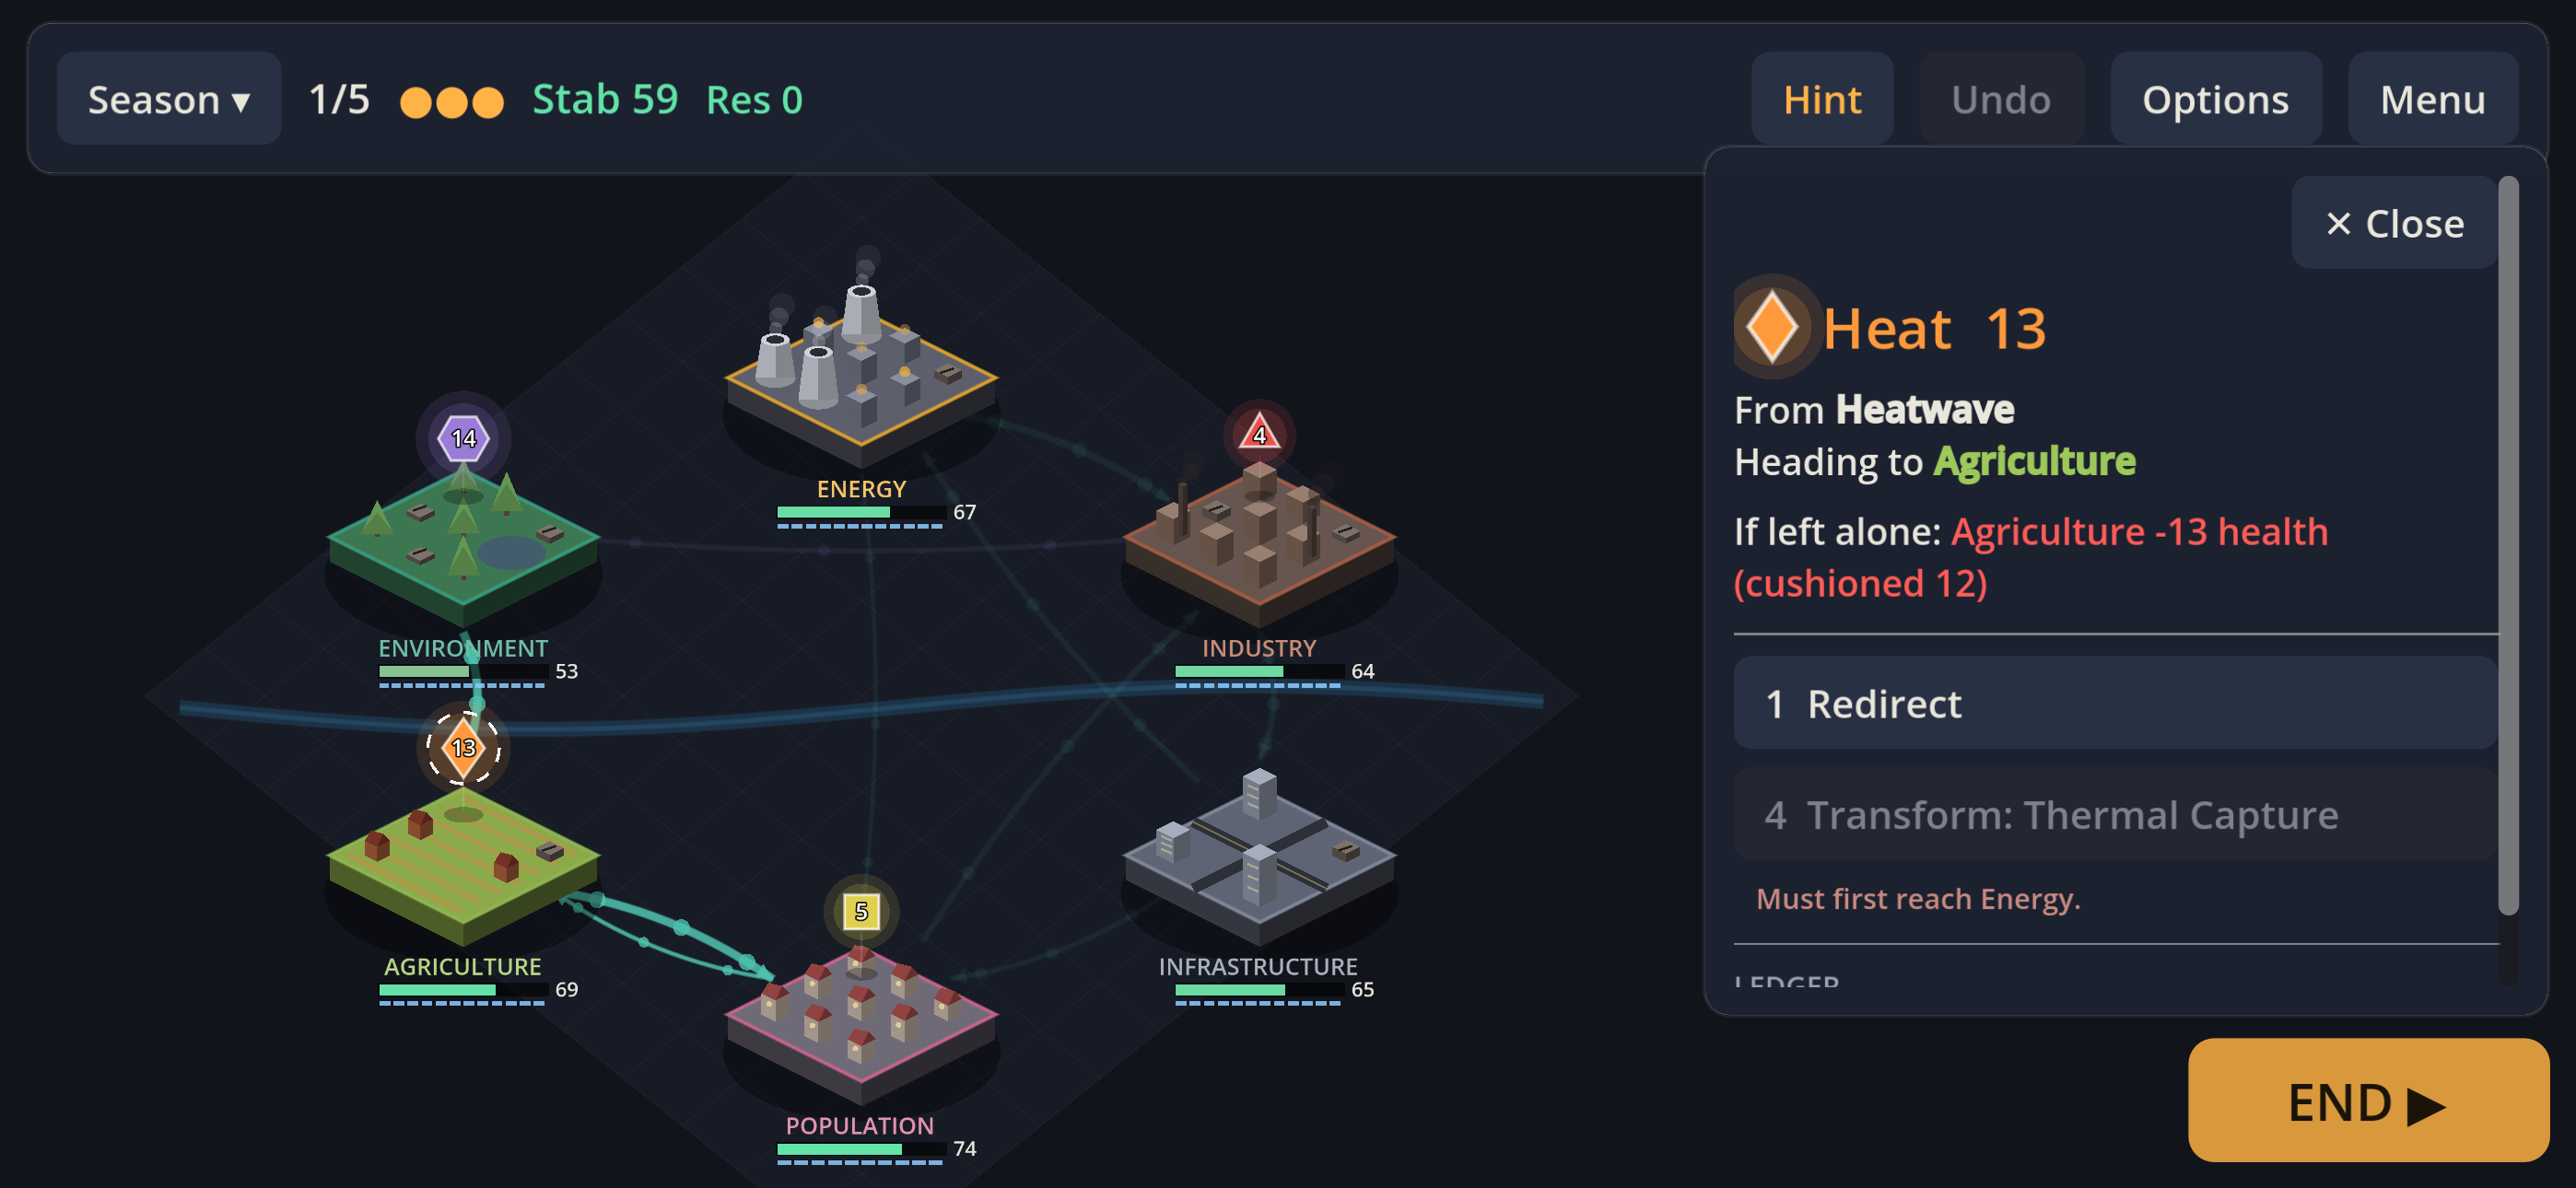 Season ▾ 1/5 Stab 59 Res 0 Hint Undo Options Menu
✕ Close
Heat 13
From Heatwave
Heading to Agriculture
If left alone: Agriculture -13 health
(cushioned 12)
1 Redirect
4 Transform: Thermal Capture
Must first reach Energy.
LEDGER
END ▶
14
ENERGY
67
4
ENVIRONMENT
53
INDUSTRY
64
13
5
AGRICULTURE
69
INFRASTRUCTURE
65
POPULATION
74